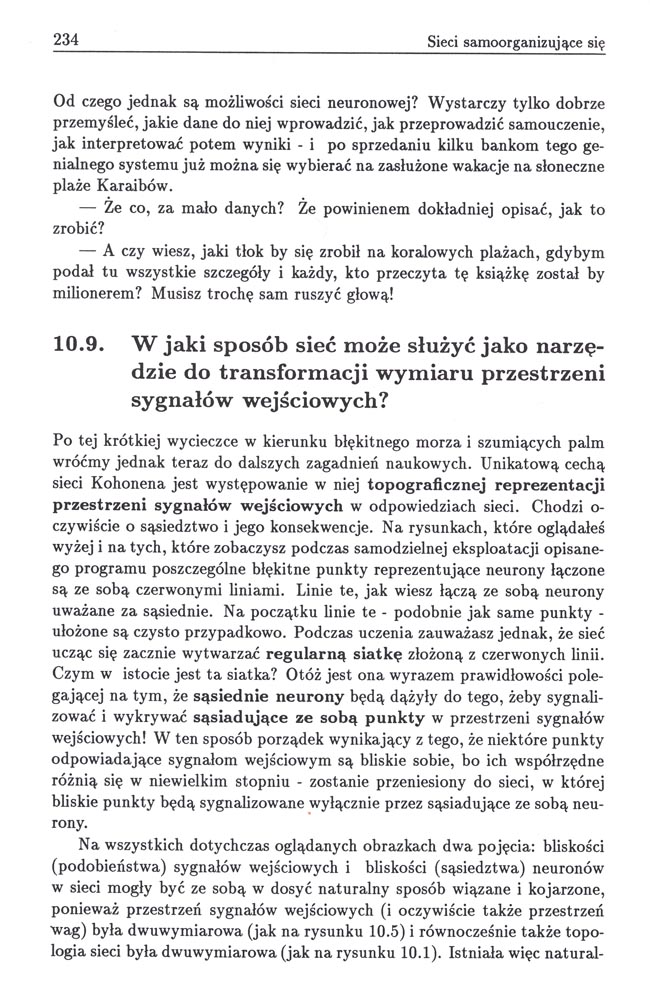 234 Sieci samoorganizujące się
Od czego jednak są możliwości sieci neuronowej? Wystarczy tylko dobrze
przemyśleć, jakie dane do niej wprowadzić, jak przeprowadzić samouczenie,
jak interpretować potem wyniki - i po sprzedaniu kilku bankom tego ge-
nialnego systemu już można się wybierać na zasłużone wakacje na słoneczne
plaże Karaibów.
— Że co, za mało danych? Że powinienem dokładniej opisać, jak to
zrobić?
— A czy wiesz, jaki tłok by się zrobił na koralowych plażach, gdybym
podał tu wszystkie szczegóły i każdy, kto przeczyta tę książkę został by
milionerem? Musisz trochę sam ruszyć głową!
10.9. W jaki sposób sieć może służyć jako narzę-
dzie do transformacji wymiaru przestrzeni
sygnałów wejściowych?
Po tej krótkiej wycieczce w kierunku błękitnego morza i szumiących palm
wróćmy jednak teraz do dalszych zagadnień naukowych. Unikatową cechą
sieci Kohonena jest występowanie w niej topograficznej reprezentacji
przestrzeni sygnałów wejściowych w odpowiedziach sieci. Chodzi o-
czywiście o sąsiedztwo i jego konsekwencje. Na rysunkach, które oglądałeś
wyżej i na tych, które zobaczysz podczas samodzielnej eksploatacji opisane-
go programu poszczególne błękitne punkty reprezentujące neurony łączone
są ze sobą czerwonymi liniami. Linie te, jak wiesz łączą ze sobą neurony
uważane za sąsiednie. Na początku linie te - podobnie jak same punkty -
ułożone są czysto przypadkowo. Podczas uczenia zauważasz jednak, że sieć
ucząc się zacznie wytwarzać regularną siatkę złożoną z czerwonych linii.
Czym w istocie jest ta siatka? Otóż jest ona wyrazem prawidłowości pole-
gającej na tym, że sąsiednie neurony będą dążyły do tego, żeby sygnali-
zować i wykrywać sąsiadujące ze sobą punkty w przestrzeni sygnałów
wejściowych! W ten sposób porządek wynikający z tego, że niektóre punkty
odpowiadające sygnałom wejściowym są bliskie sobie, bo ich współrzędne
różnią się w niewielkim stopniu - zostanie przeniesiony do sieci, w której
bliskie punkty będą sygnalizowane wyłącznie przez sąsiadujące ze sobą neu-
rony.
Na wszystkich dotychczas oglądanych obrazkach dwa pojęcia: bliskości
(podobieństwa) sygnałów wejściowych i bliskości (sąsiedztwa) neuronów
w sieci mogły być ze sobą w dosyć naturalny sposób wiązane i kojarzone,
ponieważ przestrzeń sygnałów wejściowych (i oczywiście także przestrzeń
wag) była dwuwymiarowa (jak na rysunku 10.5) i równocześnie także topo-
logia sieci była dwuwymiarowa (jak na rysunku 10.1). Istniała więc natural-